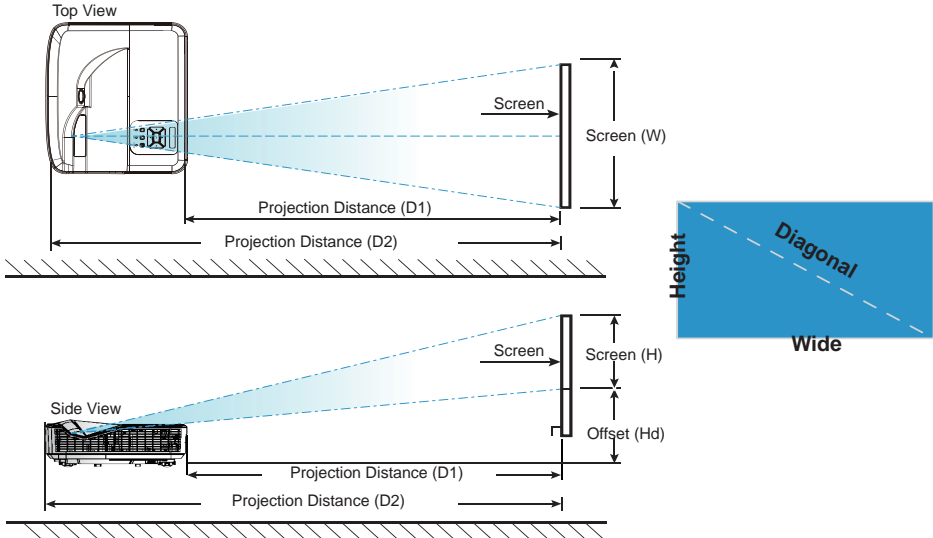 Top View
Screen
Screen (W)
Projection Distance (D1)
Projection Distance (D2)
Diagonal
Height
Wide
Screen
Screen (H)
Side View
Offset (Hd)
Projection Distance (D1)
Projection Distance (D2)